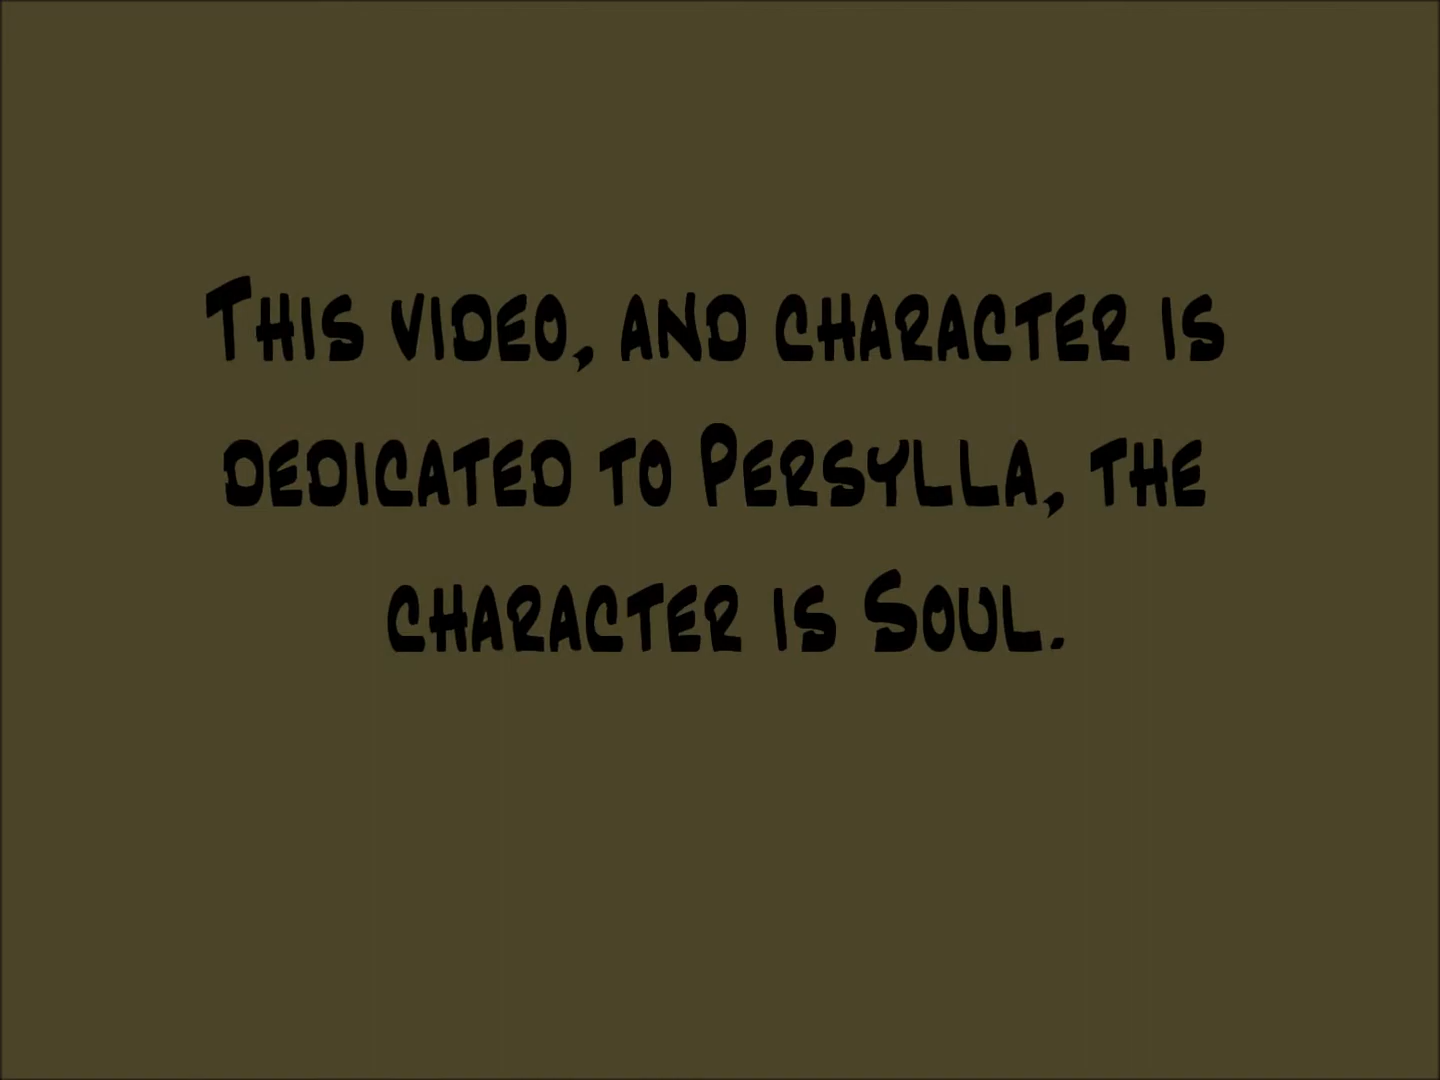 This video, and character is
dedicated to Persylla, the
character is Soul.